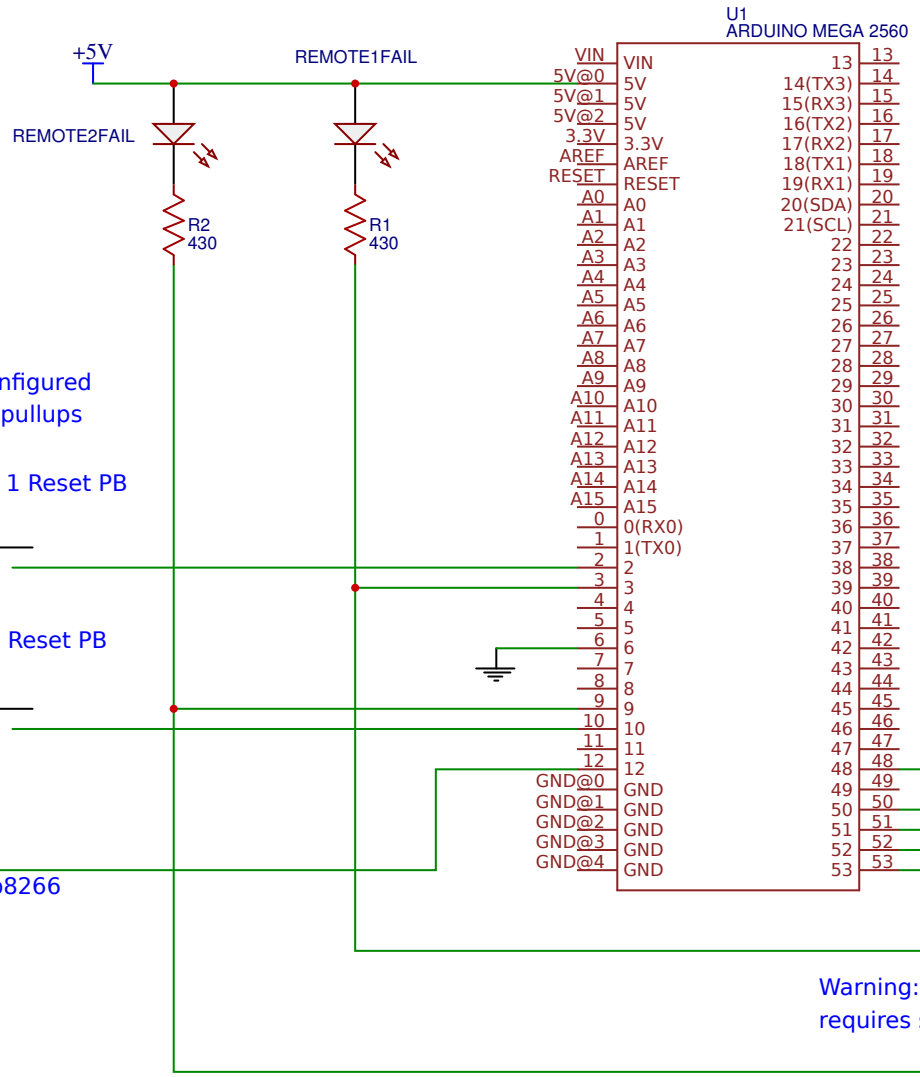 U1
ARDUINO MEGA 2560
+5V
REMOTE1FAIL
REMOTE2FAIL
R2
430
R1
430
nfigured
pullups
1 Reset PB
Reset PB
8266
Warning:
requires
VIN VIN 13 13
5V@0 5V 14(TX3) 14
5V@1 5V 15(RX3) 15
5V@2 5V 16(TX2) 16
3.3V 3.3V 17(RX2) 17
AREF AREF 18(TX1) 18
RESET RESET 19(RX1) 19
A0 A0 20(SDA) 20
A1 A1 21(SCL) 21
A2 A2 22 22
A3 A3 23 23
A4 A4 24 24
A5 A5 25 25
A6 A6 26 26
A7 A7 27 27
A8 A8 28 28
A9 A9 29 29
A10 A10 30 30
A11 A11 31 31
A12 A12 32 32
A13 A13 33 33
A14 A14 34 34
A15 A15 35 35
0 0(RX0) 36 36
1 1(TX0) 37 37
2 2 38 38
3 3 39 39
4 4 40 40
5 5 41 41
6 6 42 42
7 7 43 43
8 8 44 44
9 9 45 45
10 10 46 46
11 11 47 47
12 12 48 48
GND@0 GND 49 49
GND@1 GND 50 50
GND@2 GND 51 51
GND@3 GND 52 52
GND@4 GND 53 53